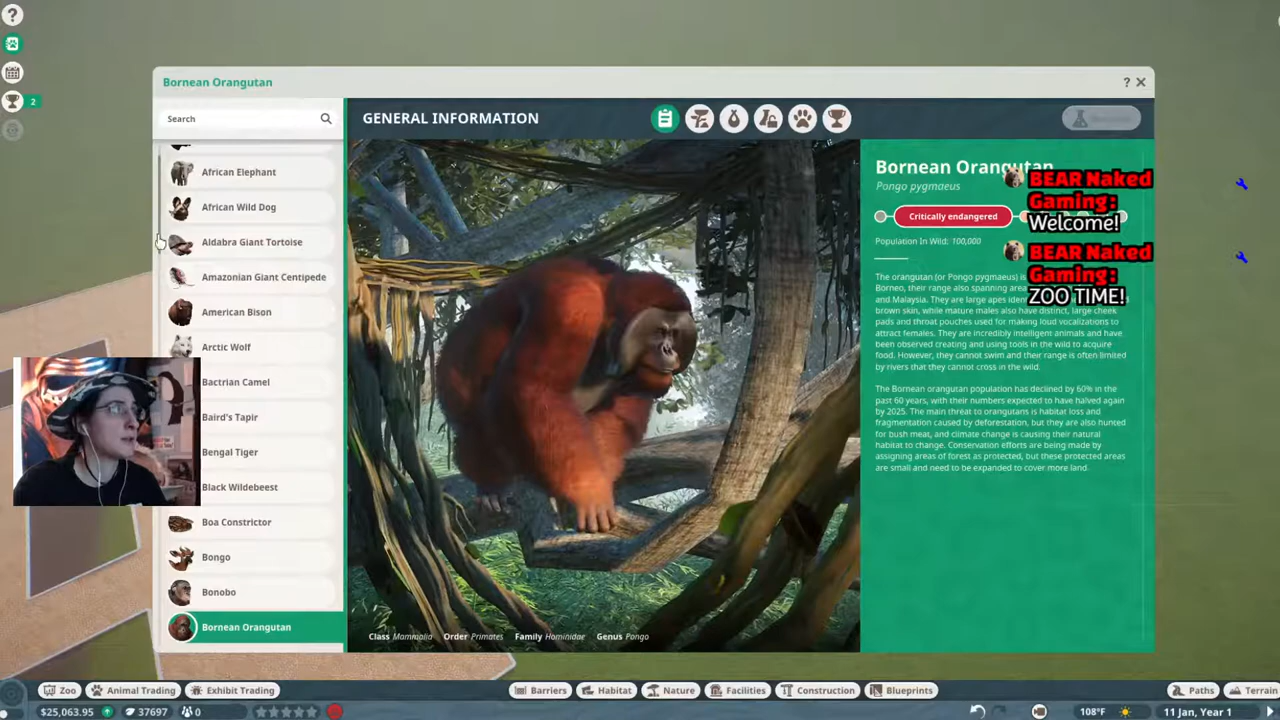 ?
Bornean Orangutan
? ×
2
Search
GENERAL INFORMATION
African Elephant
African Wild Dog
Aldabra Giant Tortoise
Amazonian Giant Centipede
American Bison
Arctic Wolf
Bactrian Camel
Baird's Tapir
Bengal Tiger
Black Wildebeest
Boa Constrictor
Bongo
Bonobo
Bornean Orangutan
Class Mammalia Order Primates Family Hominidae Genus Pongo
Bornean Orangutan
Pongo pygmaeus
Critically endangered
Population In Wild: 100,000
The orangutan (or Pongo pygmaeus) is
Borneo, their range also spanning area
and Malaysia. They are large apes iden
brown skin, while mature males also have distinct, large cheek
pads and throat pouches used for making loud vocalizations to
attract females. They are incredibly intelligent animals and have
been observed creating and using tools in the wild to acquire
food. However, they cannot swim and their range is often limited
by rivers that they cannot cross in the wild.
The Bornean orangutan population has declined by 60% in the
past 60 years, with their numbers expected to have halved again
by 2025. The main threat to orangutans is habitat loss and
fragmentation caused by deforestation, but they are also hunted
for bush meat, and climate change is causing their natural
habitat to change. Conservation efforts are being made by
assigning areas of forest as protected, but these protected areas
are small and need to be expanded to cover more land.
BEAR Naked
Gaming:
Welcome!
BEAR Naked
Gaming:
ZOO TIME!
Zoo Animal Trading Exhibit Trading Barriers Habitat Nature Facilities Construction Blueprints Paths Terrain
$25,063.95 37697 0 108°F 11 Jan, Year 1